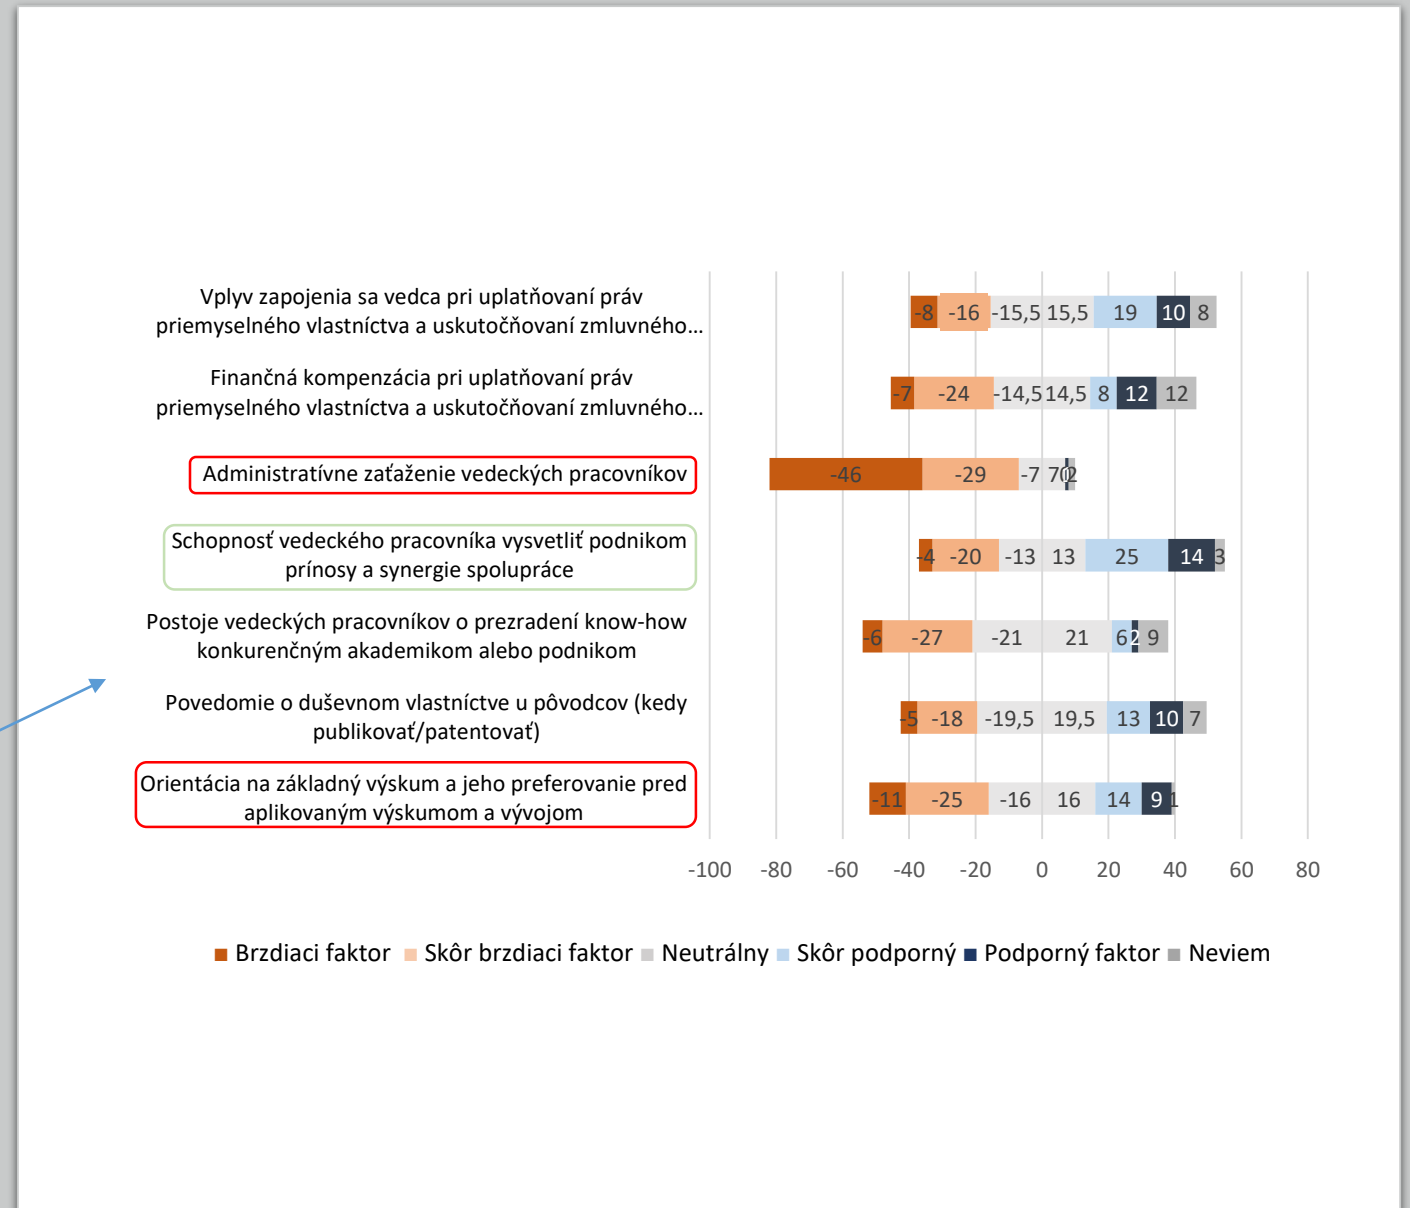 Vplyv zapojenia sa vedca pri uplatňovaní práv
priemyselného vlastníctva a uskutočňovaní zmluvného...
-8 -16 -15,5 15,5 19 10 8
Finančná kompenzácia pri uplatňovaní práv
priemyselného vlastníctva a uskutočňovaní zmluvného...
-7 -24 -14,5 14,5 8 12 12
Administratívne zaťaženie vedeckých pracovníkov
-46 -29 -7 7 2
Schopnosť vedeckého pracovníka vysvetliť podnikom
prínosy a synergie spolupráce
-4 -20 -13 13 25 14 3
Postoje vedeckých pracovníkov o prezradení know-how
konkurenčným akademikom alebo podnikom
-6 -27 -21 21 6 2 9
Povedomie o duševnom vlastníctve u pôvodcov (kedy
publikovať/patentovať)
-5 -18 -19,5 19,5 13 10 7
Orientácia na základný výskum a jeho preferovanie pred
aplikovaným výskumom a vývojom
-11 -25 -16 16 14 9 1
-100 -80 -60 -40 -20 0 20 40 60 80
Brzdiaci faktor Skôr brzdiaci faktor Neutrálny Skôr podporný Podporný faktor Neviem